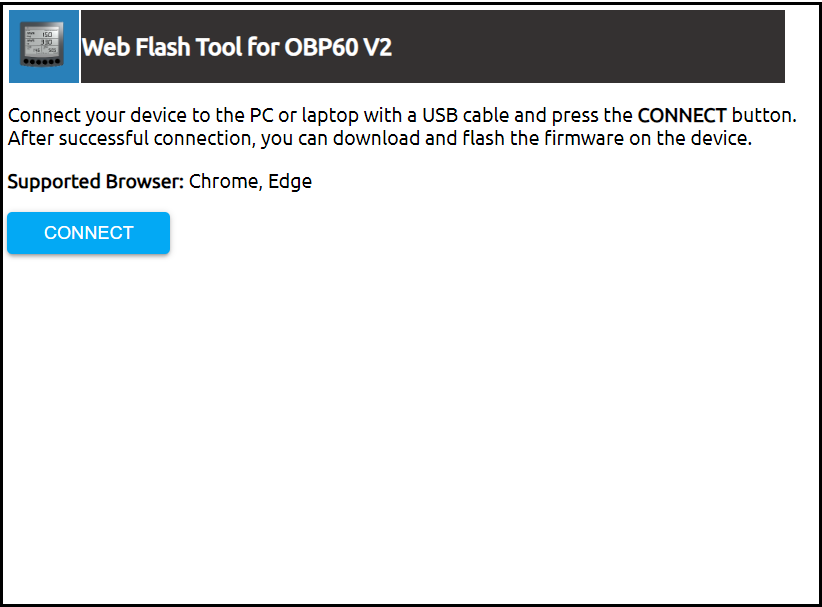 Web Flash Tool for OBP60 V2
Connect your device to the PC or laptop with a USB cable and press the CONNECT button.
After successful connection, you can download and flash the firmware on the device.
Supported Browser: Chrome, Edge
CONNECT